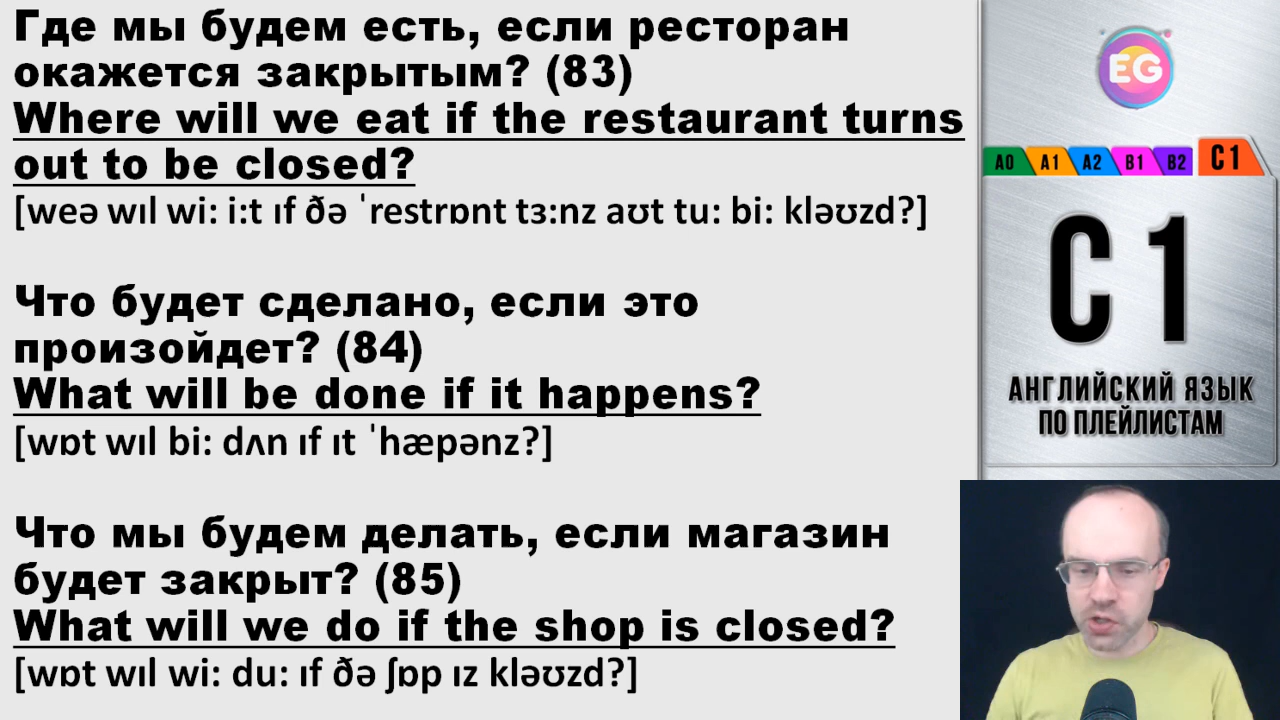 Где мы будем есть, если ресторан
окажется закрытым? (83)
Where will we eat if the restaurant turns
out to be closed?
[weə wɪl wi: i:t ɪf ðə ˈrestrɒnt tɜ:nz aʊt tu: bi: kləʊzd?]
Что будет сделано, если это
произойдет? (84)
What will be done if it happens?
[wɒt wɪl bi: dʌn ɪf ɪt ˈhæpənz?]
Что мы будем делать, если магазин
будет закрыт? (85)
What will we do if the shop is closed?
[wɒt wɪl wi: du: ɪf ðə ʃɒp ɪz kləʊzd?]
EG
A0 A1 A2 B1 B2 C1
C1
АНГЛИЙСКИЙ ЯЗЫК
ПО ПЛЕЙЛИСТАМ